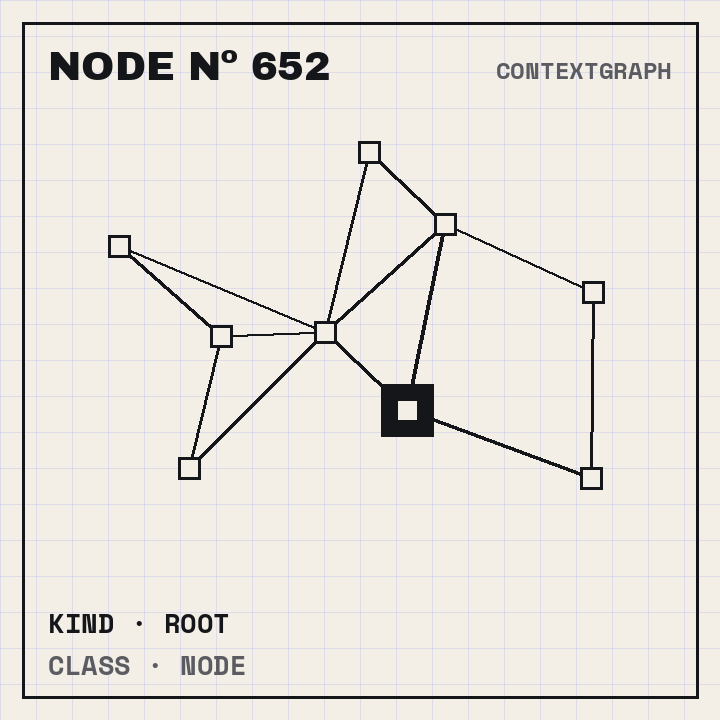 NODE Nº 652
CONTEXTGRAPH
KIND · ROOT
CLASS · NODE